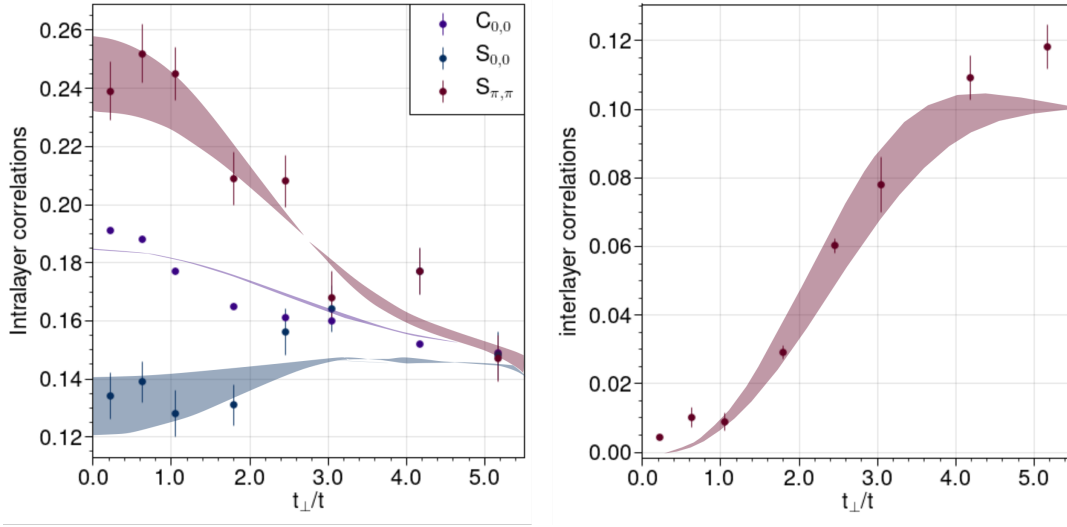 Intralayer correlations
0.26
0.24
0.22
0.20
0.18
0.16
0.14
0.12
0.0 1.0 2.0 3.0 4.0 5.0
t⊥/t
C0,0
S0,0
Sπ,π
interlayer correlations
0.12
0.10
0.08
0.06
0.04
0.02
0.00
0.0 1.0 2.0 3.0 4.0 5.0
t⊥/t